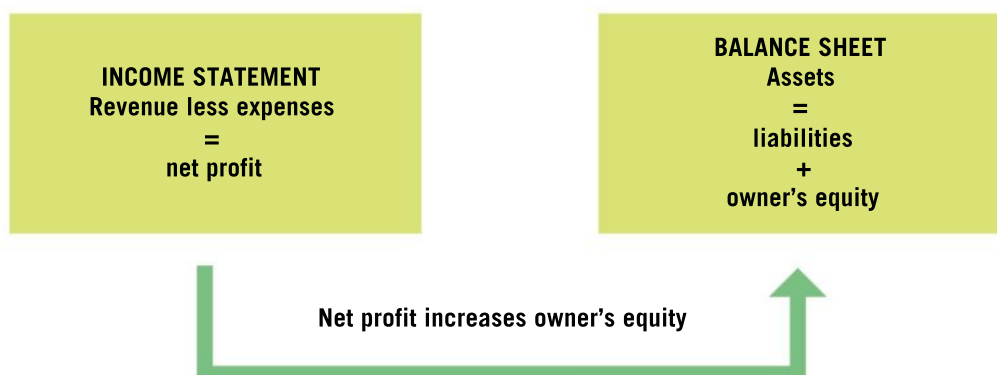 INCOME STATEMENT
Revenue less expenses
=
net profit
BALANCE SHEET
Assets
=
liabilities
+
owner’s equity
Net profit increases owner’s equity